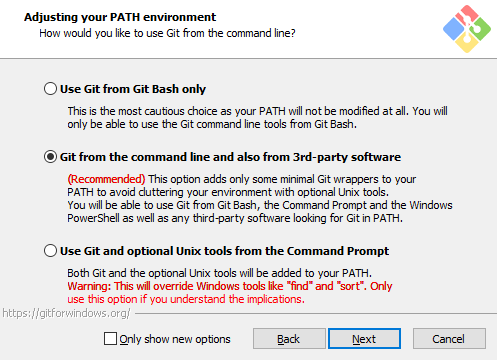 Adjusting your PATH environment
How would you like to use Git from the command line?
Use Git from Git Bash only
This is the most cautious choice as your PATH will not be modified at all. You will
only be able to use the Git command line tools from Git Bash.
Git from the command line and also from 3rd-party software
(Recommended) This option adds only some minimal Git wrappers to your
PATH to avoid cluttering your environment with optional Unix tools.
You will be able to use Git from Git Bash, the Command Prompt and the Windows
PowerShell as well as any third-party software looking for Git in PATH.
Use Git and optional Unix tools from the Command Prompt
Both Git and the optional Unix tools will be added to your PATH.
Warning: This will override Windows tools like "find" and "sort". Only
use this option if you understand the implications.
https://gitforwindows.org/
Only show new options
Back
Next
Cancel